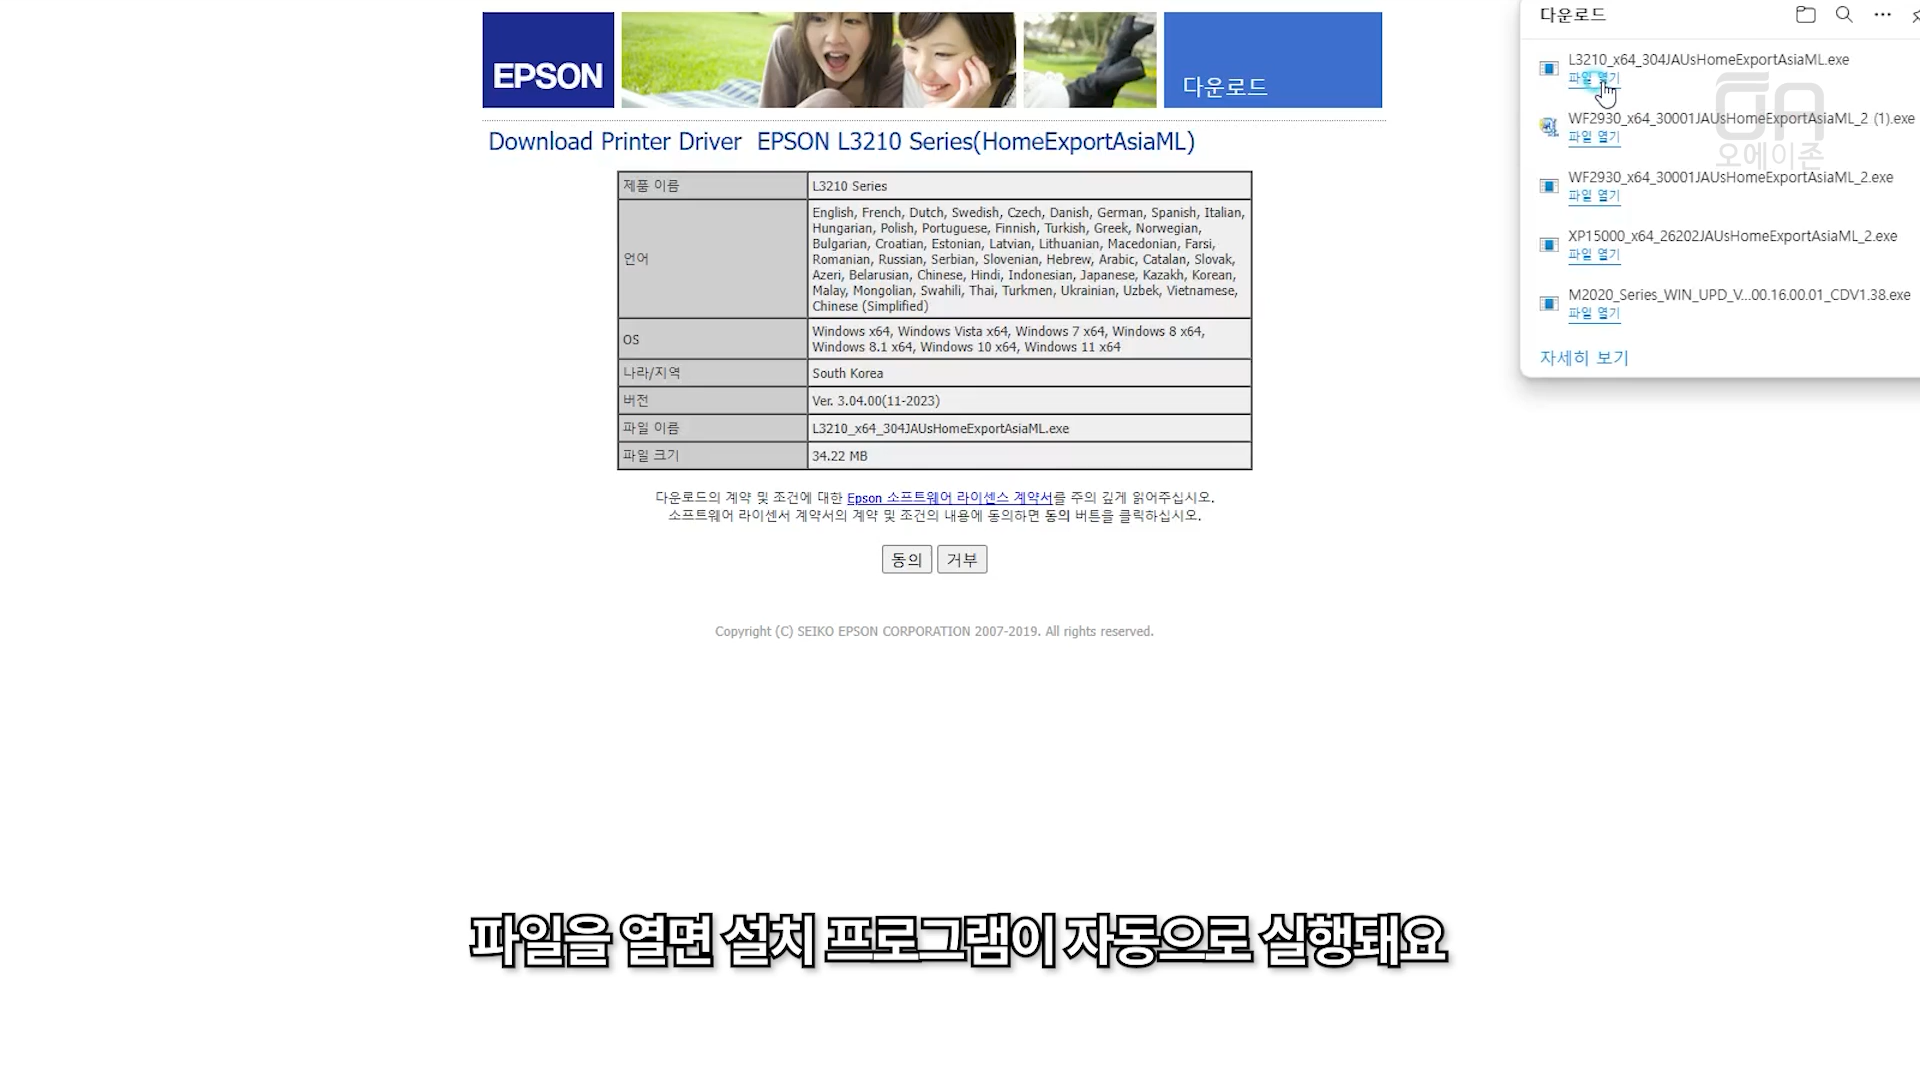 EPSON
다운로드
Download Printer Driver EPSON L3210 Series(HomeExportAsiaML)
제품 이름
L3210 Series
언어
English, French, Dutch, Swedish, Czech, Danish, German, Spanish, Italian,
Hungarian, Polish, Portuguese, Finnish, Turkish, Greek, Norwegian,
Bulgarian, Croatian, Estonian, Latvian, Lithuanian, Macedonian, Farsi,
Romanian, Russian, Serbian, Slovenian, Hebrew, Arabic, Catalan, Slovak,
Azeri, Belarusian, Chinese, Hindi, Indonesian, Japanese, Kazakh, Korean,
Malay, Mongolian, Swahili, Thai, Turkmen, Ukrainian, Uzbek, Vietnamese,
Chinese (Simplified)
OS
Windows x64, Windows Vista x64, Windows 7 x64, Windows 8 x64,
Windows 8.1 x64, Windows 10 x64, Windows 11 x64
나라/지역
South Korea
버전
Ver. 3.04.00(11-2023)
파일 이름
L3210_x64_304JAUsHomeExportAsiaML.exe
파일 크기
34.22 MB
다운로드의 계약 및 조건에 대한 Epson 소프트웨어 라이센스 계약서를 주의 깊게 읽어주십시오.
소프트웨어 라이센서 계약서의 계약 및 조건의 내용에 동의하면 동의 버튼을 클릭하십시오.
동의 거부
Copyright (C) SEIKO EPSON CORPORATION 2007-2019. All rights reserved.
다운로드
L3210_x64_304JAUsHomeExportAsiaML.exe
파일 열기
WF2930_x64_30001JAUsHomeExportAsiaML_2 (1).exe
파일 열기
WF2930_x64_30001JAUsHomeExportAsiaML_2.exe
파일 열기
XP15000_x64_26202JAUsHomeExportAsiaML_2.exe
파일 열기
M2020_Series_WIN_UPD_V...00.16.00.01_CDV1.38.exe
파일 열기
자세히 보기
OA
오에이존
파일을 열면 설치 프로그램이 자동으로 실행돼요